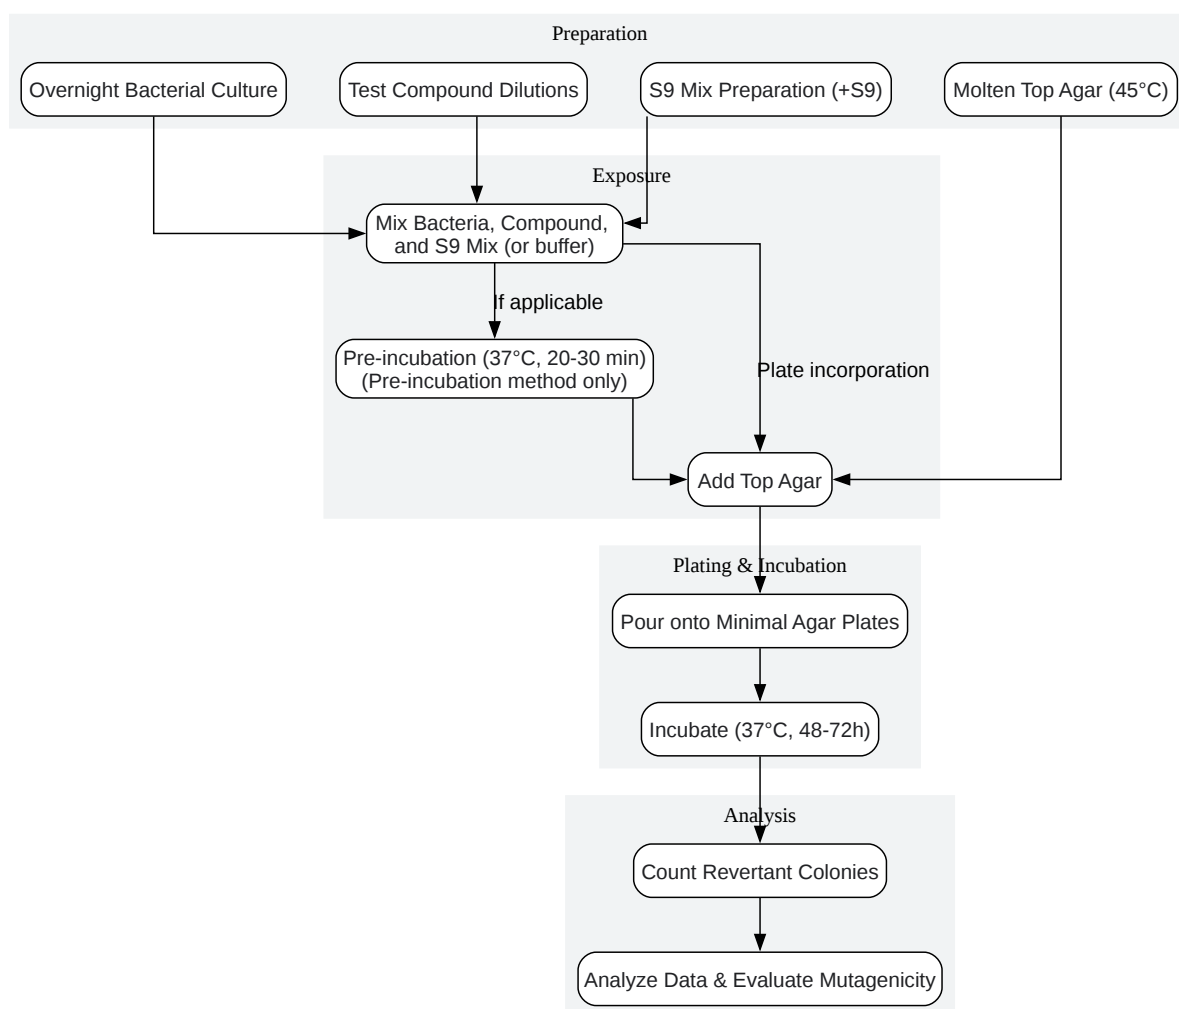 Preparation
Overnight Bacterial Culture
Test Compound Dilutions
S9 Mix Preparation (+S9)
Molten Top Agar (45°C)
Exposure
Mix Bacteria, Compound,
and S9 Mix (or buffer)
If applicable
Pre-incubation (37°C, 20-30 min)
(Pre-incubation method only)
Plate incorporation
Add Top Agar
Plating & Incubation
Pour onto Minimal Agar Plates
Incubate (37°C, 48-72h)
Analysis
Count Revertant Colonies
Analyze Data & Evaluate Mutagenicity